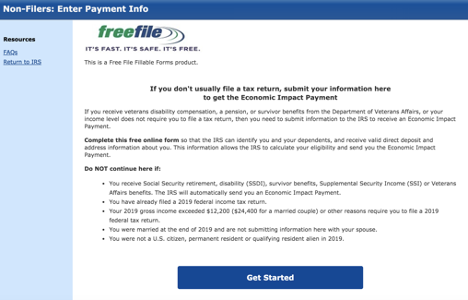 Non-Filers: Enter Payment Info
Resources
FAQs
Return to IRS
freefile
IT'S FAST. IT'S SAFE. IT'S FREE.
This is a Free File Fillable Forms product.
If you don't usually file a tax return, submit your information here
to get the Economic Impact Payment
If you receive veterans disability compensation, a pension, or survivor benefits from the Department of Veterans Affairs, or your
income level does not require you to file a tax return, then you need to submit information to the IRS to receive an Economic Impact
Payment.
Complete this free online form so that the IRS can identify you and your dependents, and receive valid direct deposit and
address information about you. This information allows the IRS to calculate your eligibility and send you the Economic Impact
Payment.
Do NOT continue here if:
• You receive Social Security retirement, disability (SSDI), survivor benefits, Supplemental Security Income (SSI) or Veterans
Affairs benefits. The IRS will automatically send you an Economic Impact Payment.
• You have already filed a 2019 federal income tax return.
• Your 2019 gross income exceeded $12,200 ($24,400 for a married couple) or other reasons require you to file a 2019
federal tax return.
• You were married at the end of 2019 and are not submitting information here with your spouse.
• You were not a U.S. citizen, permanent resident or qualifying resident alien in 2019.
Get Started